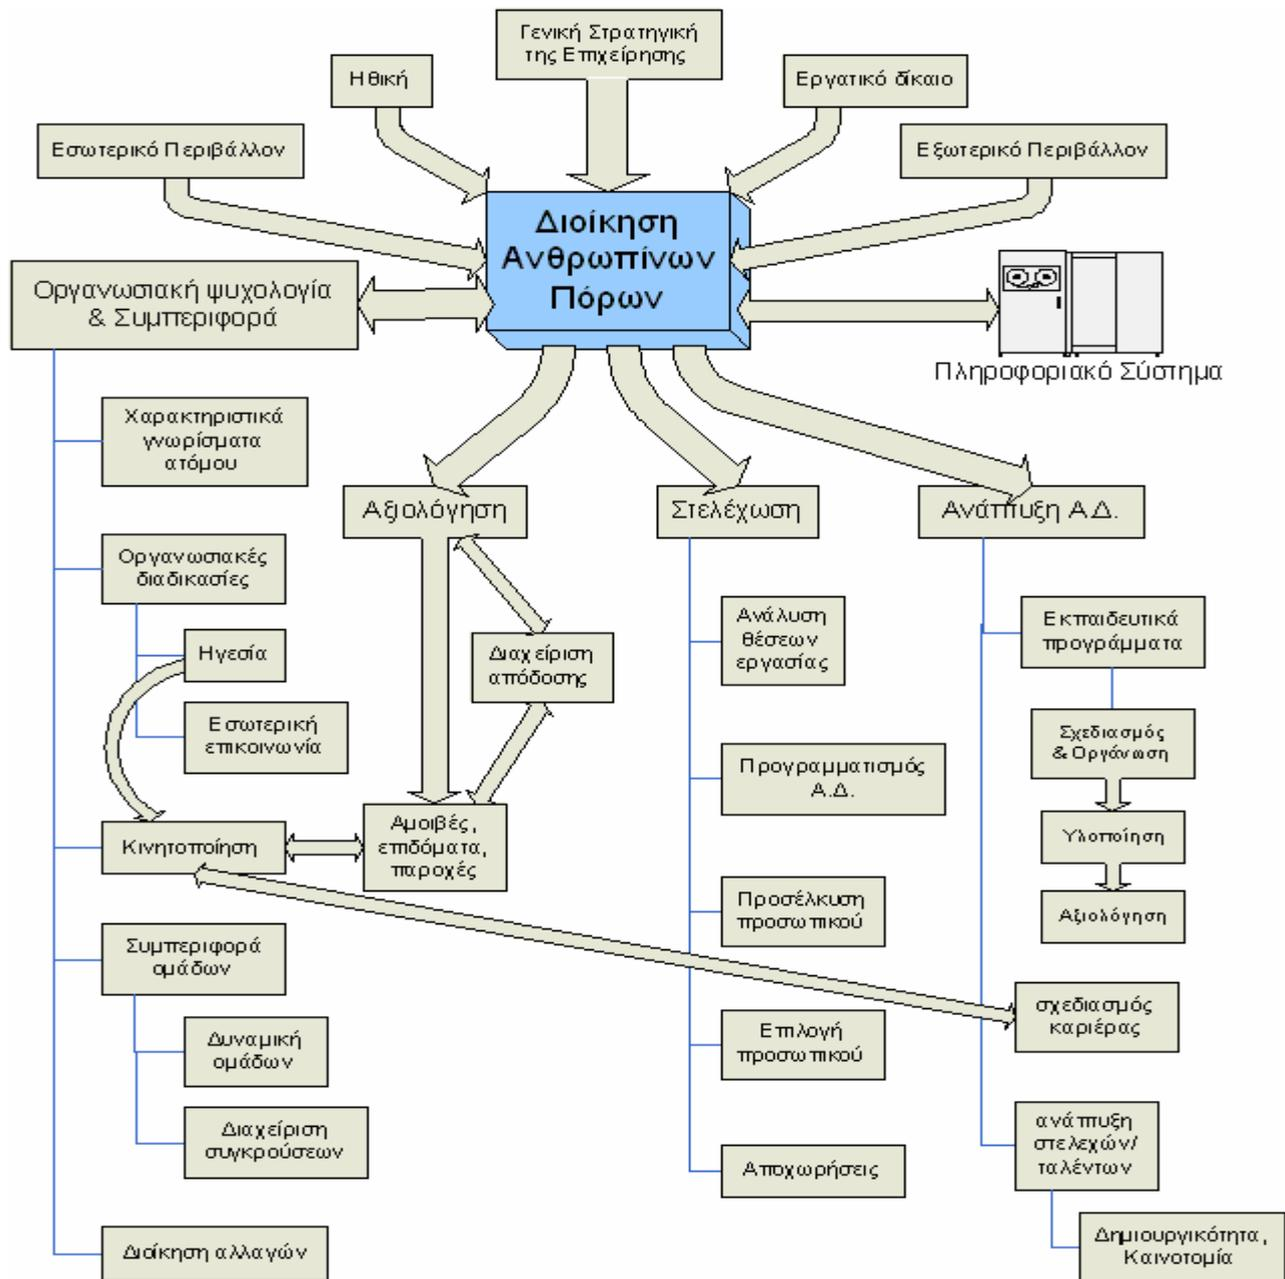 Γενική Στρατηγική
της Επιχείρησης
Ηθική
Εργατικό δίκαιο
Εσωτερικό Περιβάλλον
Εξωτερικό Περιβάλλον
Διοίκηση
Ανθρωπίνων
Πόρων
Οργανωσιακή ψυχολογία
& Συμπεριφορά
Πληροφοριακό Σύστημα
Χαρακτηριστικά
γνωρίσματα
ατόμου
Οργανωσιακές
διαδικασίες
Ηγεσία
Εσωτερική
επικοινωνία
Κινητοποίηση
Συμπεριφορά
ομάδων
Δυναμική
ομάδων
Διαχείριση
συγκρούσεων
Διοίκηση αλλαγών
Αξιολόγηση
Διαχείριση
απόδοσης
Αμοιβές,
επιδόματα,
παροχές
Στελέχωση
Ανάλυση
θέσεων
εργασίας
Προγραμματισμός
Α.Δ.
Προσέλκυση
προσωπικού
Επιλογή
προσωπικού
Αποχωρήσεις
Ανάπτυξη Α.Δ.
Εκπαιδευτικά
προγράμματα
Σχεδιασμός
& Οργάνωση
Υλοποίηση
Αξιολόγηση
σχεδιασμός
καριέρας
ανάπτυξη
στελεχών/
ταλέντων
Δημιουργικότητα,
Καινοτομία